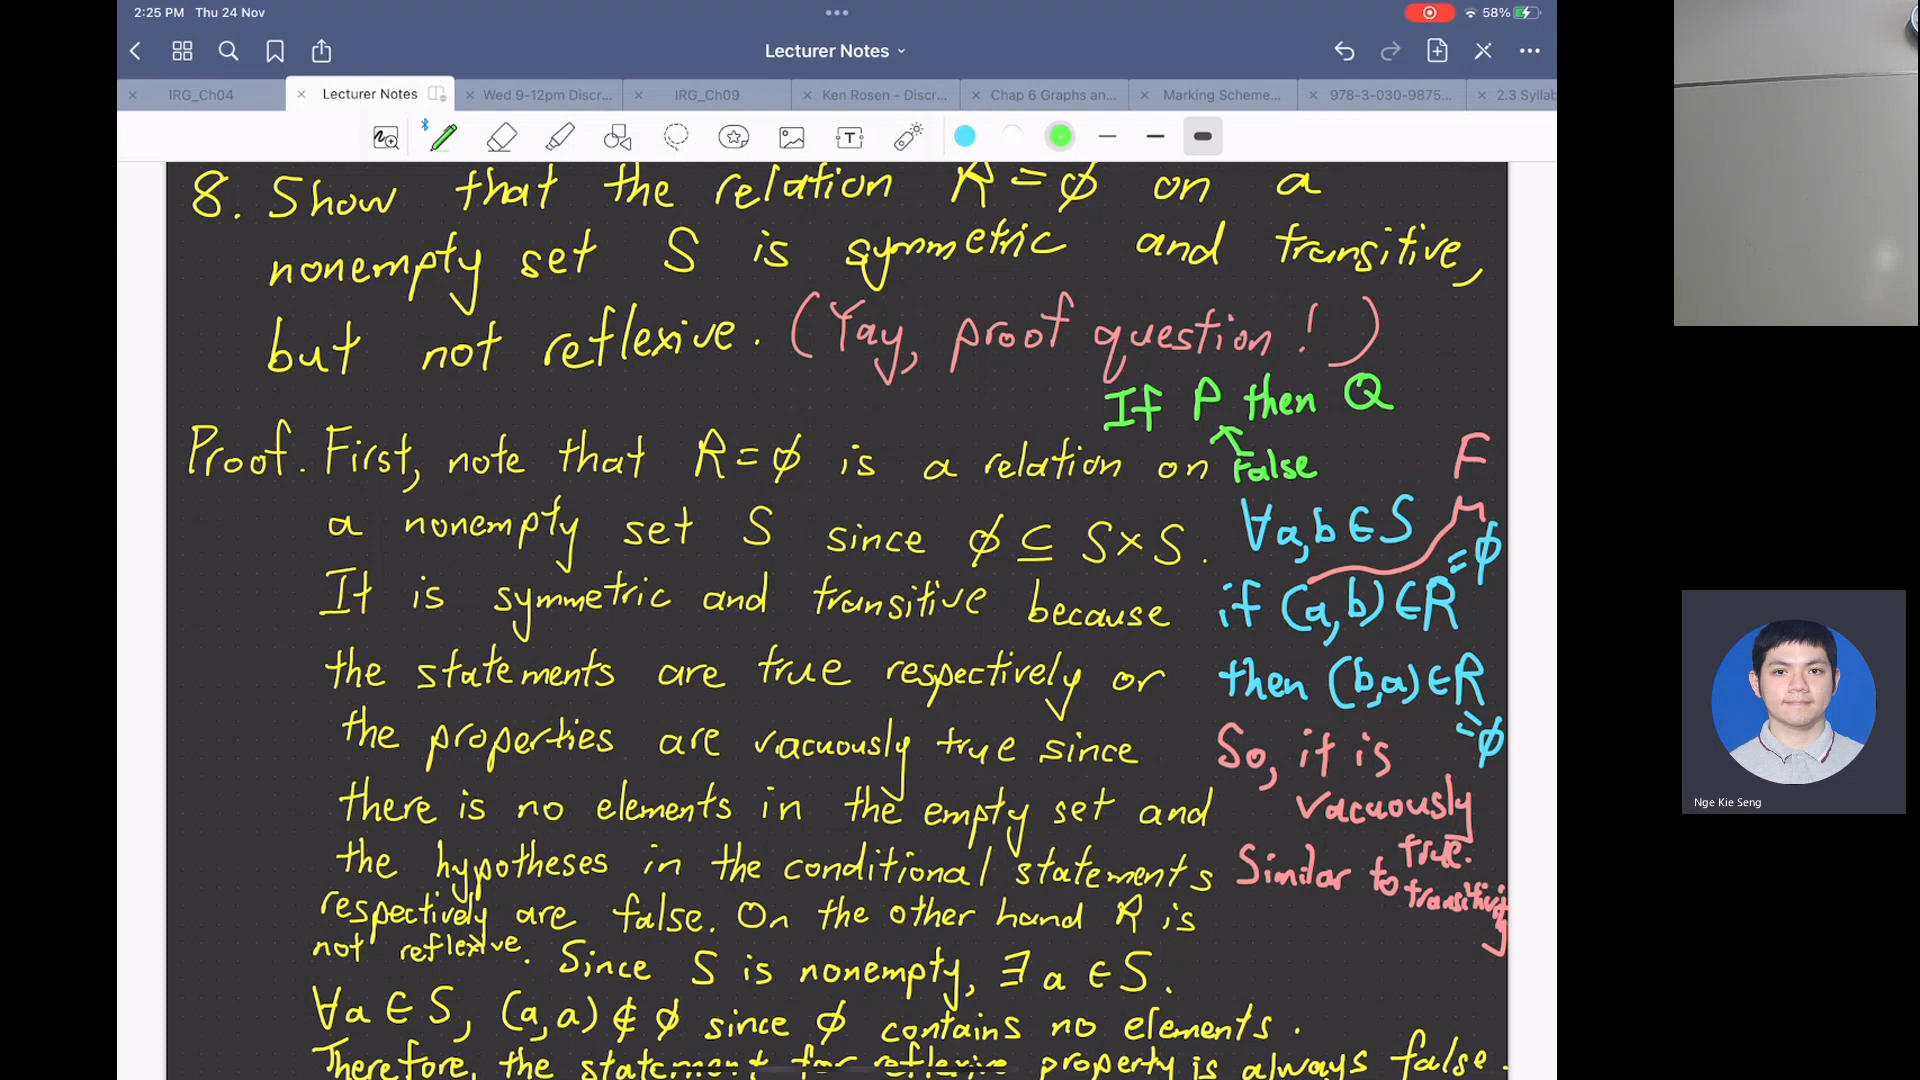 2:25 PM Thu 24 Nov
58%
Lecturer Notes
IRG_Ch04
Lecturer Notes
Wed 9-12pm Discr...
IRG_Ch09
Ken Rosen - Discr...
Chap 6 Graphs an...
Marking Scheme...
978-3-030-9875...
2.3 Syllab
8. Show that the relation R = ∅ on a
nonempty set S is symmetric and transitive,
but not reflexive. (Yay, proof question!)
If P then Q
false
Proof. First, note that R = ∅ is a relation on
a nonempty set S since ∅ ⊆ S × S.
It is symmetric and transitive because
the statements are true respectively or
the properties are vacuously true since
there is no elements in the empty set and
the hypotheses in the conditional statements
respectively are false. On the other hand R is
not reflexive. Since S is nonempty, ∃ a ∈ S.
∀a ∈ S, (a,a) ∉ ∅ since ∅ contains no elements.
Therefore, the statement for reflexive property is always false.
F
∀a,b ∈ S
= ∅
if (a,b) ∈ R
then (b,a) ∈ R
= ∅
So, it is
vacuously
true.
Similar to
transitivity
Nge Kie Seng